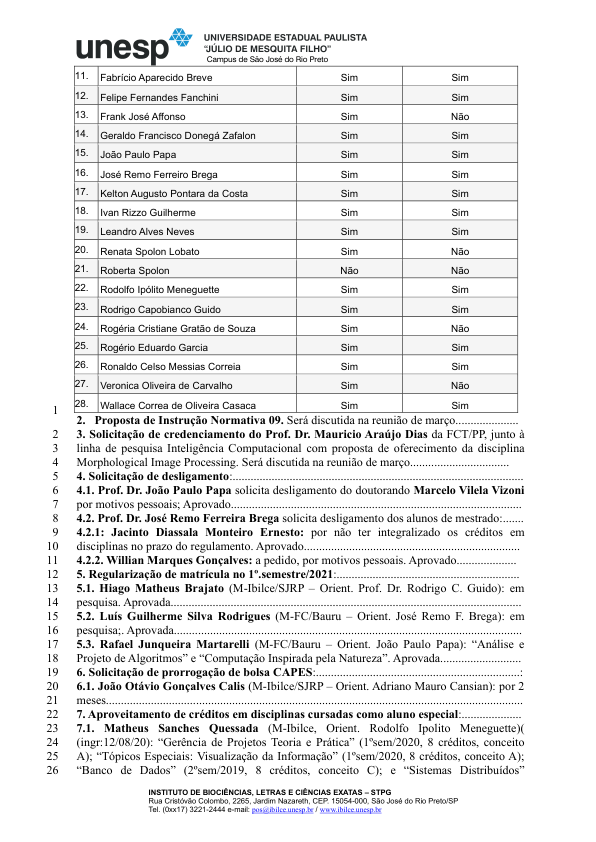 unesp
UNIVERSIDADE ESTADUAL PAULISTA
"JÚLIO DE MESQUITA FILHO"
Campus de São José do Rio Preto
11. Fabrício Aparecido Breve Sim Sim
12. Felipe Fernandes Fanchini Sim Sim
13. Frank José Affonso Sim Não
14. Geraldo Francisco Donegá Zafalon Sim Sim
15. João Paulo Papa Sim Sim
16. José Remo Ferreiro Brega Sim Sim
17. Kelton Augusto Pontara da Costa Sim Sim
18. Ivan Rizzo Guilherme Sim Sim
19. Leandro Alves Neves Sim Sim
20. Renata Spolon Lobato Sim Não
21. Roberta Spolon Não Não
22. Rodolfo Ipólito Meneguette Sim Sim
23. Rodrigo Capobianco Guido Sim Sim
24. Rogéria Cristiane Gratão de Souza Sim Não
25. Rogério Eduardo Garcia Sim Sim
26. Ronaldo Celso Messias Correia Sim Sim
27. Veronica Oliveira de Carvalho Sim Não
28. Wallace Correa de Oliveira Casaca Sim Sim
1
2. Proposta de Instrução Normativa 09. Será discutida na reunião de março.....................
2 3. Solicitação de credenciamento do Prof. Dr. Mauricio Araújo Dias da FCT/PP, junto à
3 linha de pesquisa Inteligência Computacional com proposta de oferecimento da disciplina
4 Morphological Image Processing. Será discutida na reunião de março.................................
5 4. Solicitação de desligamento:.................................................................................................
6 4.1. Prof. Dr. João Paulo Papa solicita desligamento do doutorando Marcelo Vilela Vizoni
7 por motivos pessoais; Aprovado.................................................................................................
8 4.2. Prof. Dr. José Remo Ferreira Brega solicita desligamento dos alunos de mestrado:.......
9 4.2.1: Jacinto Diassala Monteiro Ernesto: por não ter integralizado os créditos em
10 disciplinas no prazo do regulamento. Aprovado........................................................................
11 4.2.2. Willian Marques Gonçalves: a pedido, por motivos pessoais. Aprovado....................
12 5. Regularização de matrícula no 1º.semestre/2021:.............................................................
13 5.1. Hiago Matheus Brajato (M-Ibilce/SJRP – Orient. Prof. Dr. Rodrigo C. Guido): em
14 pesquisa. Aprovada.....................................................................................................................
15 5.2. Luís Guilherme Silva Rodrigues (M-FC/Bauru – Orient. José Remo F. Brega): em
16 pesquisa;. Aprovada....................................................................................................................
17 5.3. Rafael Junqueira Martarelli (M-FC/Bauru – Orient. João Paulo Papa): “Análise e
18 Projeto de Algoritmos” e “Computação Inspirada pela Natureza”. Aprovada...........................
19 6. Solicitação de prorrogação de bolsa CAPES:.....................................................................:
20 6.1. João Otávio Gonçalves Calis (M-Ibilce/SJRP – Orient. Adriano Mauro Cansian): por 2
21 meses...........................................................................................................................................
22 7. Aproveitamento de créditos em disciplinas cursadas como aluno especial:....................
23 7.1. Matheus Sanches Quessada (M-Ibilce, Orient. Rodolfo Ipolito Meneguette)(
24 (ingr:12/08/20): “Gerência de Projetos Teoria e Prática” (1ºsem/2020, 8 créditos, conceito
25 A); “Tópicos Especiais: Visualização da Informação” (1ºsem/2020, 8 créditos, conceito A);
26 “Banco de Dados” (2ºsem/2019, 8 créditos, conceito C); e “Sistemas Distribuídos”
INSTITUTO DE BIOCIÊNCIAS, LETRAS E CIÊNCIAS EXATAS – STPG
Rua Cristóvão Colombo, 2265, Jardim Nazareth, CEP. 15054-000, São José do Rio Preto/SP
Tel. (0xx17) 3221-2444 e-mail: pos@ibilce.unesp.br / www.ibilce.unesp.br